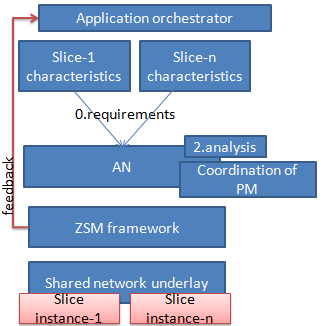 Application orchestrator
Slice-1
characteristics
Slice-n
characteristics
0.requirements
2.analysis
AN
Coordination of
PM
feedback
ZSM framework
Shared network underlay
Slice
instance-1
Slice
instance-n